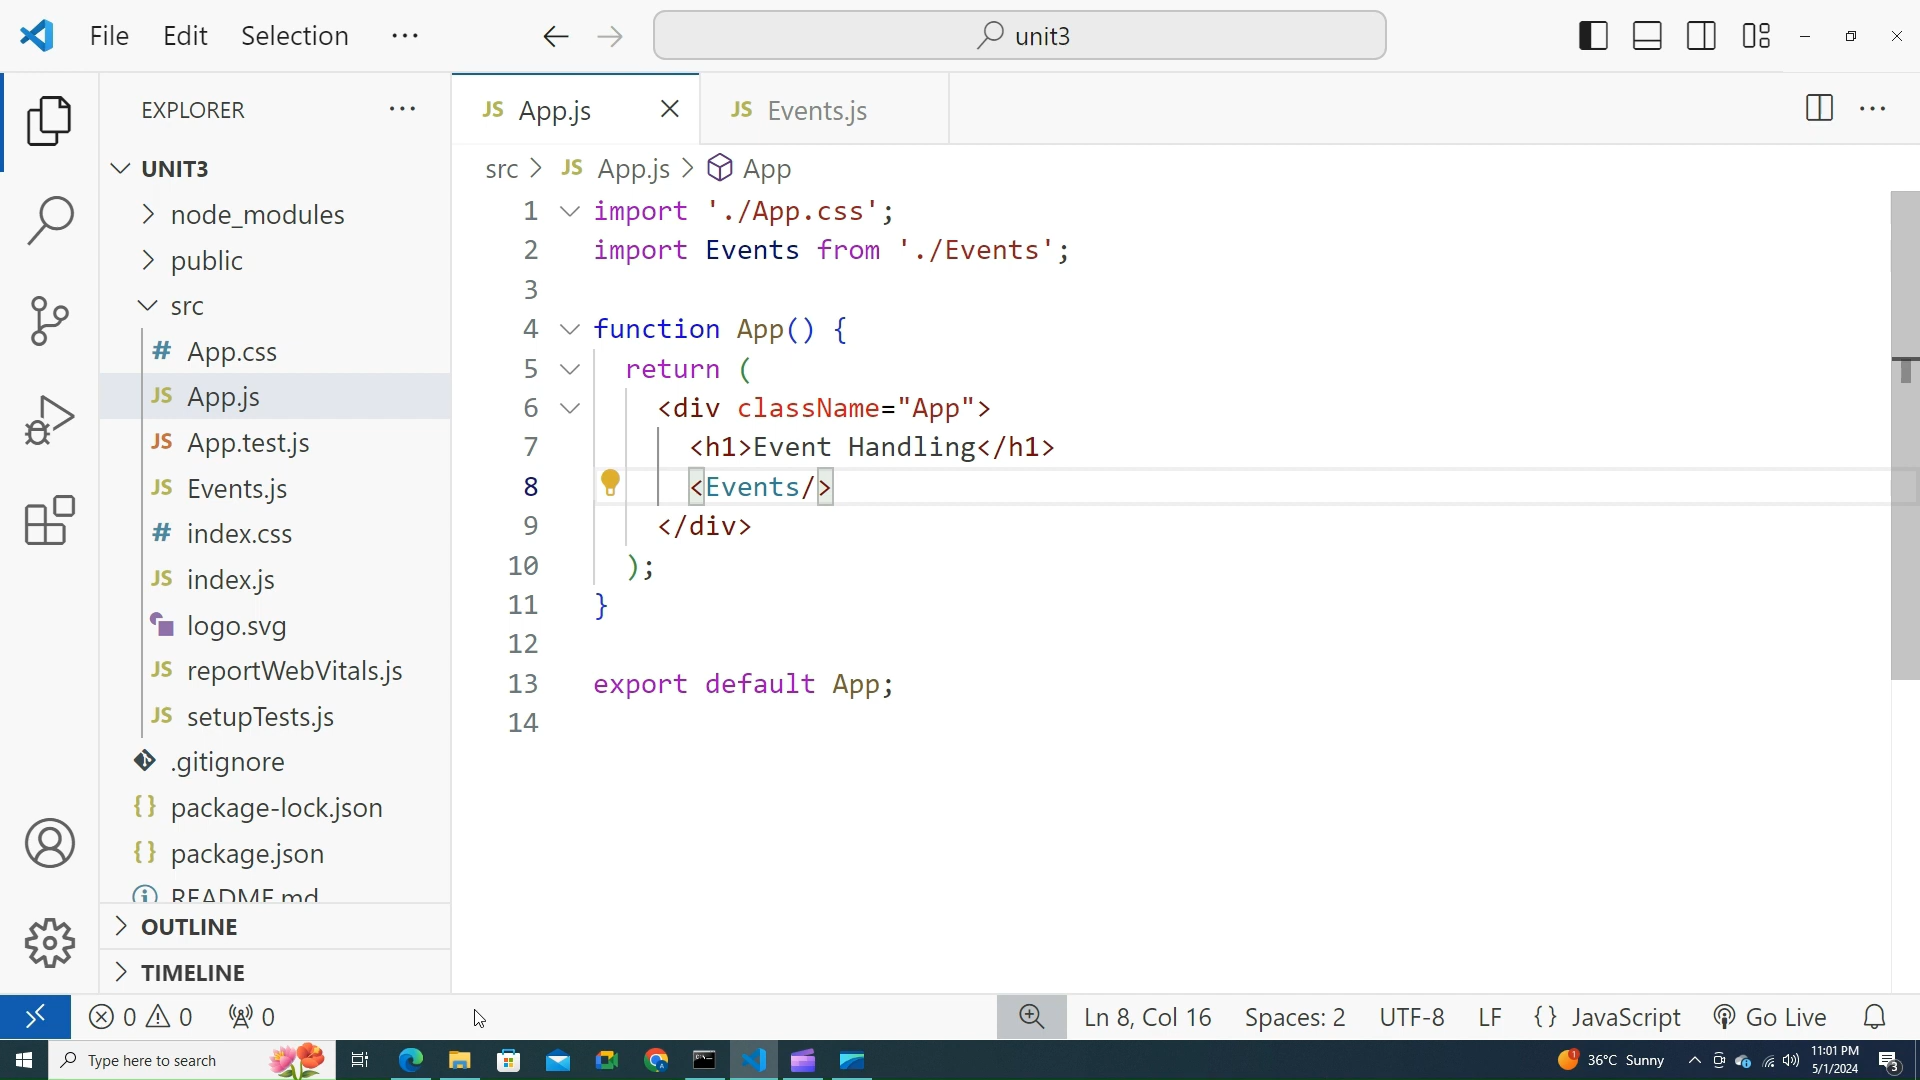 File Edit Selection ···
unit3
EXPLORER ···
UNIT3
node_modules
public
src
# App.css
JS App.js
JS App.test.js
JS Events.js
# index.css
JS index.js
logo.svg
JS reportWebVitals.js
JS setupTests.js
.gitignore
{} package-lock.json
{} package.json
README.md
OUTLINE
TIMELINE
JS App.js
JS Events.js
src > JS App.js > App
1 import './App.css';
2 import Events from './Events';
3
4 function App() {
5 return (
6 <div className="App">
7 <h1>Event Handling</h1>
8 <Events/>
9 </div>
10 );
11 }
12
13 export default App;
14
0 0 0
Ln 8, Col 16 Spaces: 2 UTF-8 LF {} JavaScript Go Live
Type here to search
1 36°C Sunny
11:01 PM
5/1/2024
3